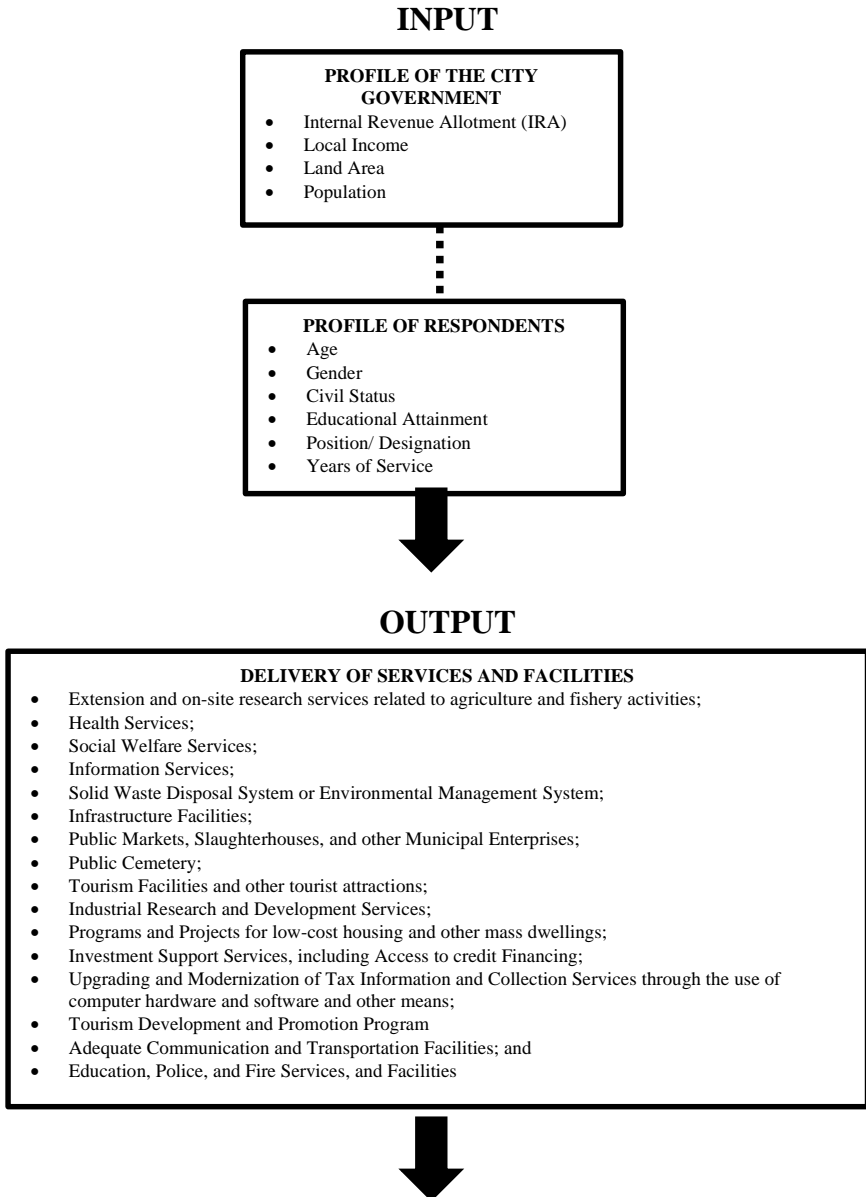 INPUT
PROFILE OF THE CITY
GOVERNMENT
• Internal Revenue Allotment (IRA)
• Local Income
• Land Area
• Population
PROFILE OF RESPONDENTS
• Age
• Gender
• Civil Status
• Educational Attainment
• Position/ Designation
• Years of Service
OUTPUT
DELIVERY OF SERVICES AND FACILITIES
• Extension and on-site research services related to agriculture and fishery activities;
• Health Services;
• Social Welfare Services;
• Information Services;
• Solid Waste Disposal System or Environmental Management System;
• Infrastructure Facilities;
• Public Markets, Slaughterhouses, and other Municipal Enterprises;
• Public Cemetery;
• Tourism Facilities and other tourist attractions;
• Industrial Research and Development Services;
• Programs and Projects for low-cost housing and other mass dwellings;
• Investment Support Services, including Access to credit Financing;
• Upgrading and Modernization of Tax Information and Collection Services through the use of
computer hardware and software and other means;
• Tourism Development and Promotion Program
• Adequate Communication and Transportation Facilities; and
• Education, Police, and Fire Services, and Facilities